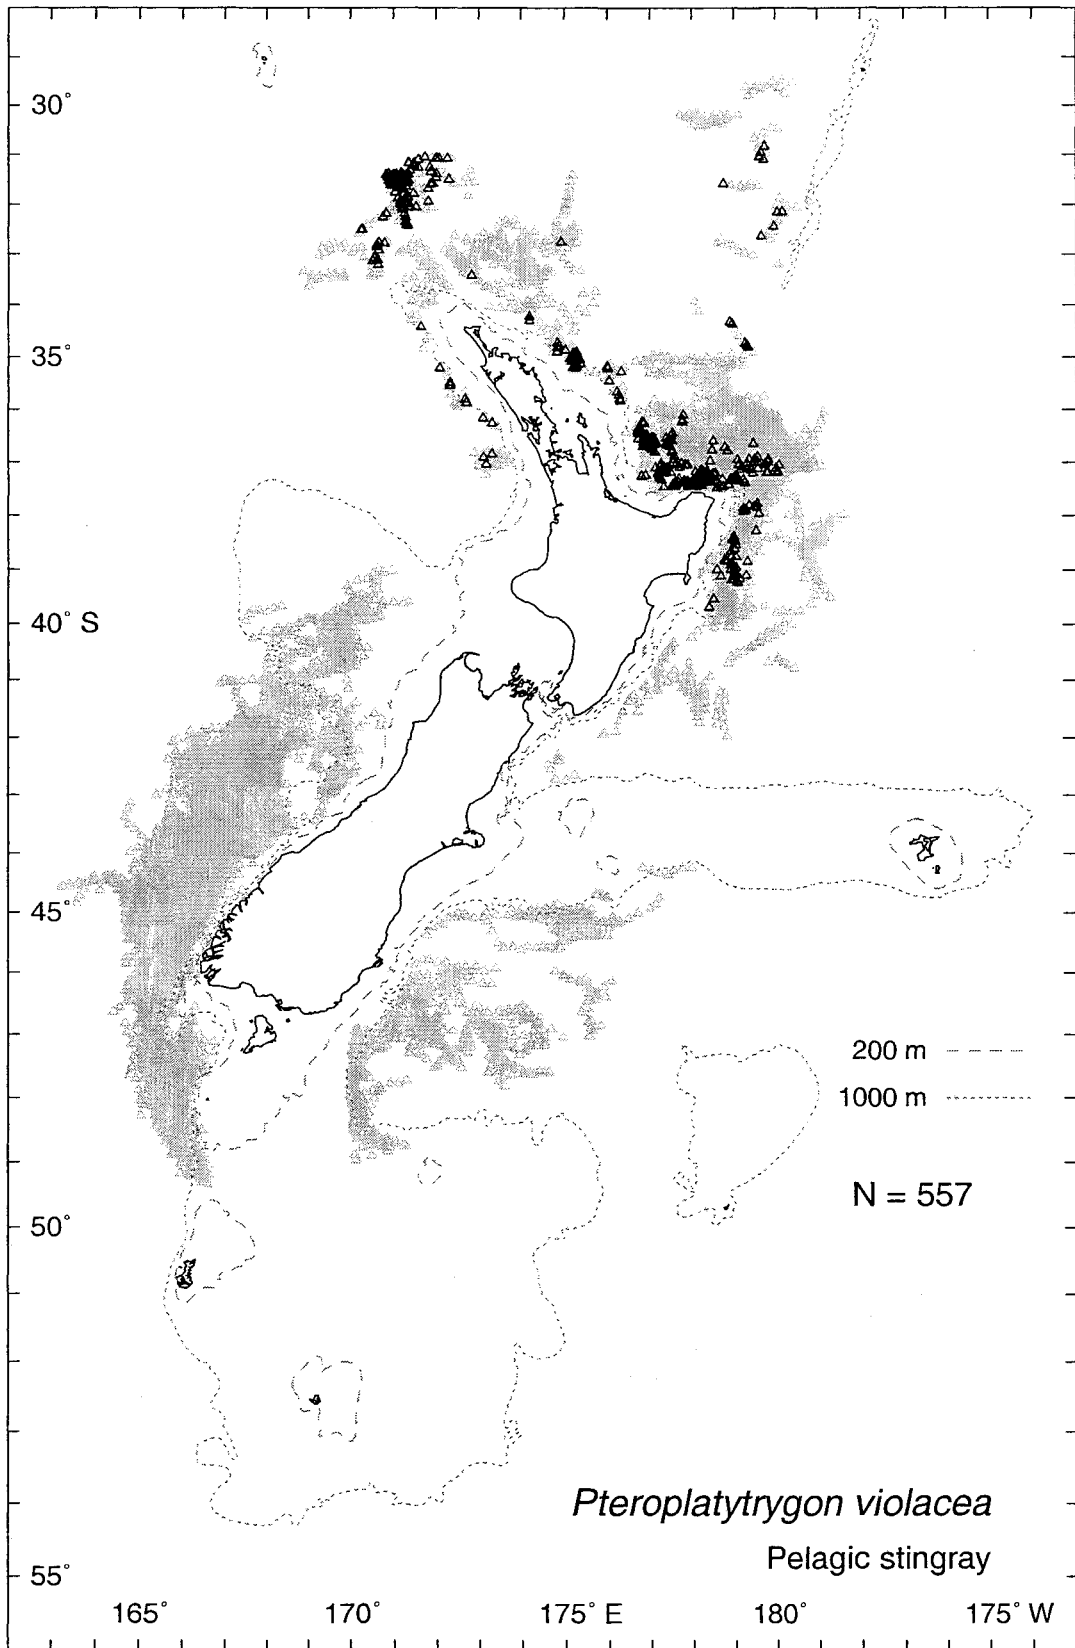 30°
35°
40° S
45°
200 m
1000 m
N = 557
50°
Pteroplatytrygon violacea
Pelagic stingray
55°
165° 170° 175° E 180° 175° W